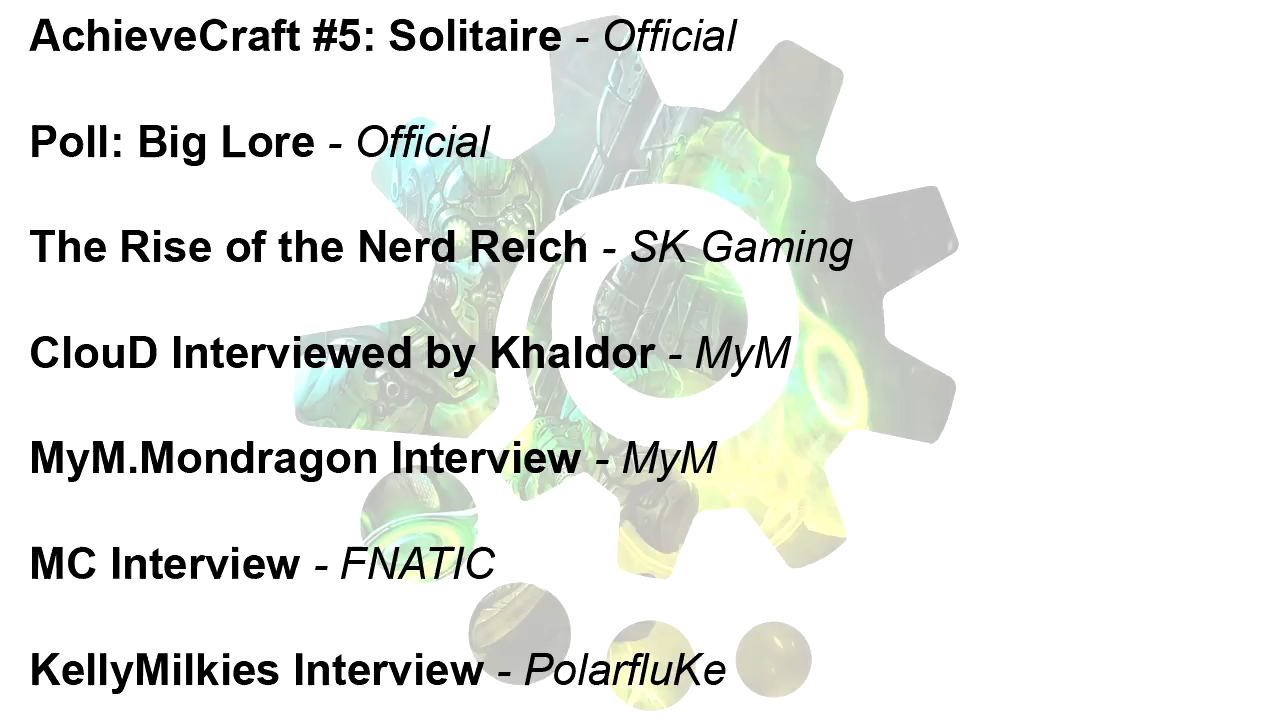 AchieveCraft #5: Solitaire - Official
Poll: Big Lore - Official
The Rise of the Nerd Reich - SK Gaming
ClouD Interviewed by Khaldor - MyM
MyM.Mondragon Interview - MyM
MC Interview - FNATIC
KellyMilkies Interview - PolarfluKe